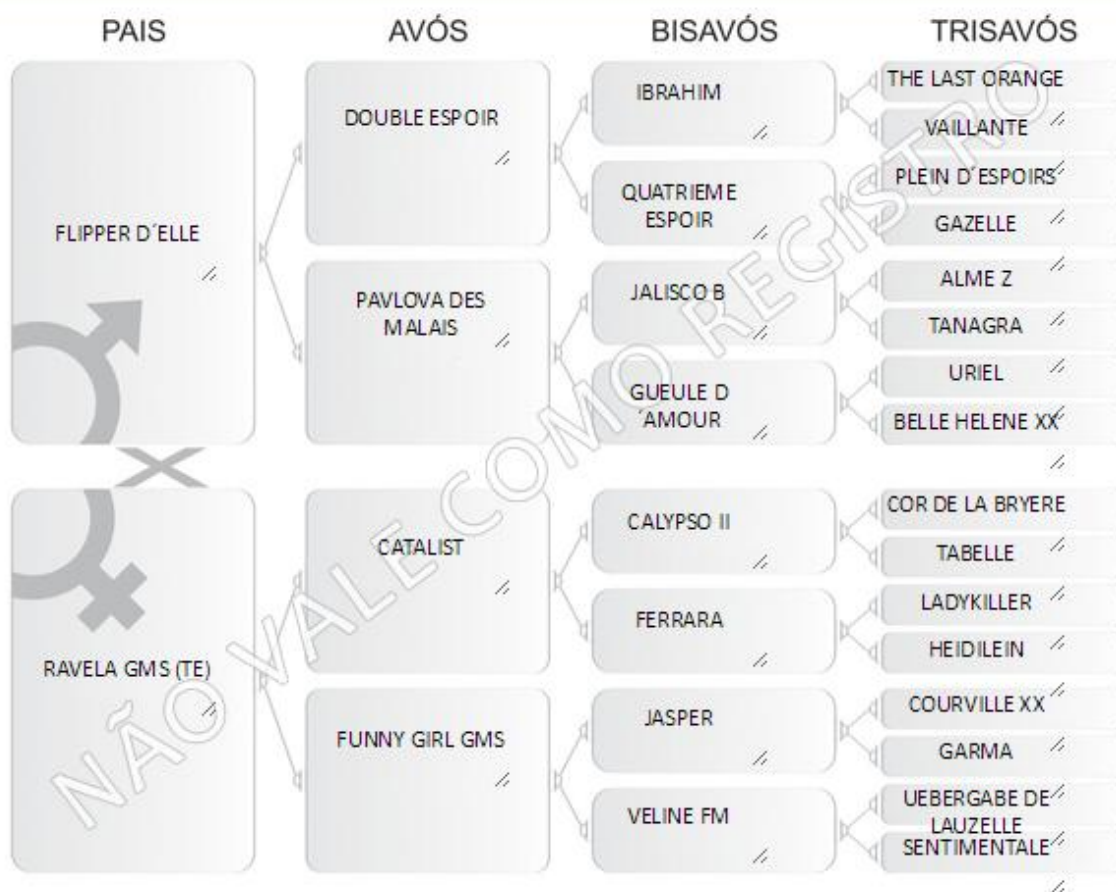 PAIS AVÓS BISAVÓS TRISAVÓS
FLIPPER D´ELLE
DOUBLE ESPOIR
PAVLOVA DES
MALAIS
IBRAHIM
QUATRIEME
ESPOIR
JALISCO B
GUEULE D
´AMOUR
THE LAST ORANGE
VAILLANTE
PLEIN D´ESPOIRS
GAZELLE
ALME Z
TANAGRA
URIEL
BELLE HELENE XX
RAVELA GMS (TE)
CATALIST
FUNNY GIRL GMS
CALYPSO II
FERRARA
JASPER
VELINE FM
COR DE LA BRYERE
TABELLE
LADYKILLER
HEIDILEIN
COURVILLE XX
GARMA
UEBERGABE DE
LAUZELLE
SENTIMENTALE
NÃO VALE COMO REGISTRO